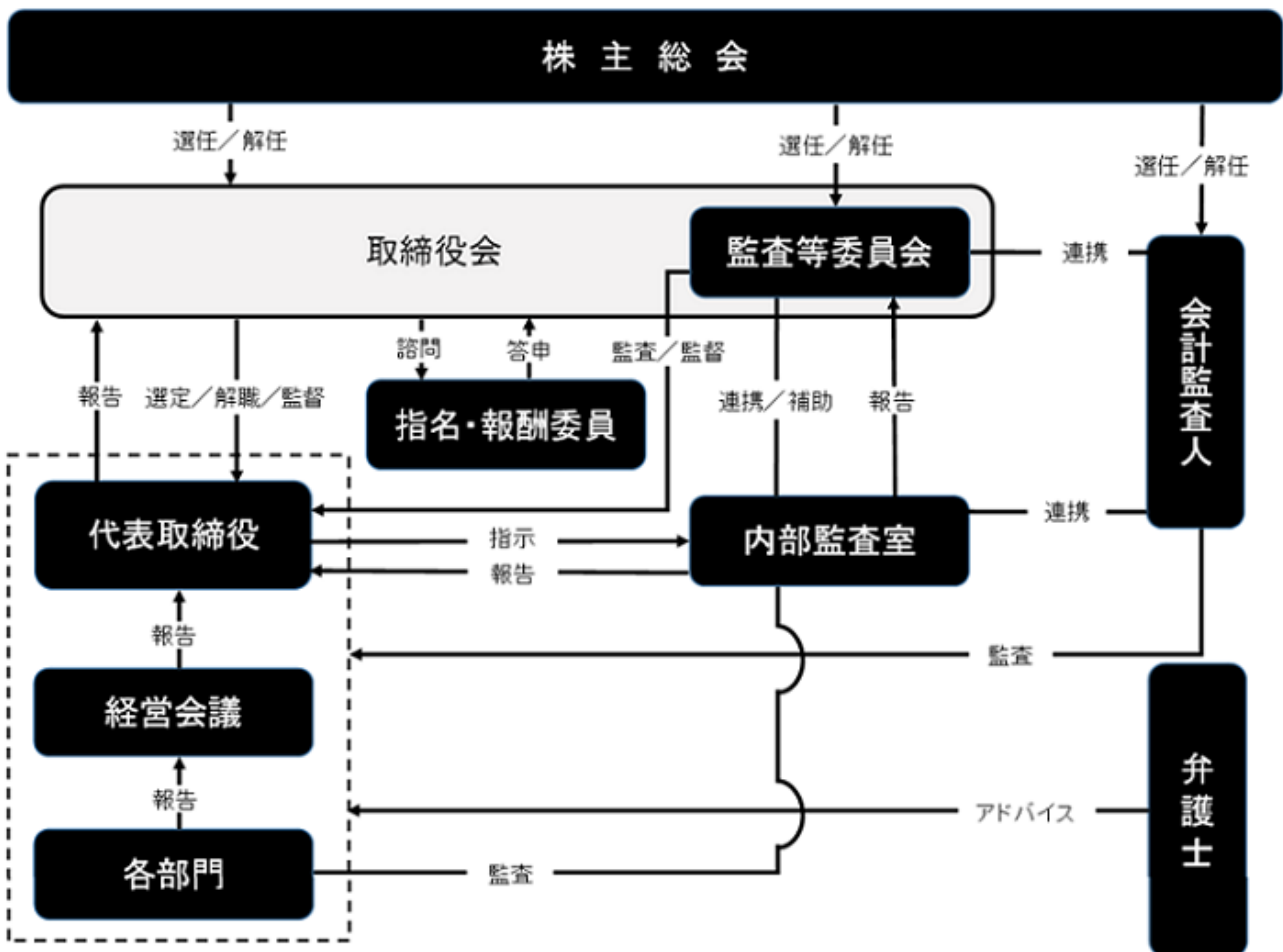 株主総会
選任／解任
選任／解任
選任／解任
取締役会
監査等委員会
連携
会計監査人
諮問
答申
監査／監督
報告
選定／解職／監督
連携／補助
報告
指名・報酬委員
代表取締役
指示
報告
内部監査室
連携
報告
監査
経営会議
報告
アドバイス
弁護士
各部門
監査